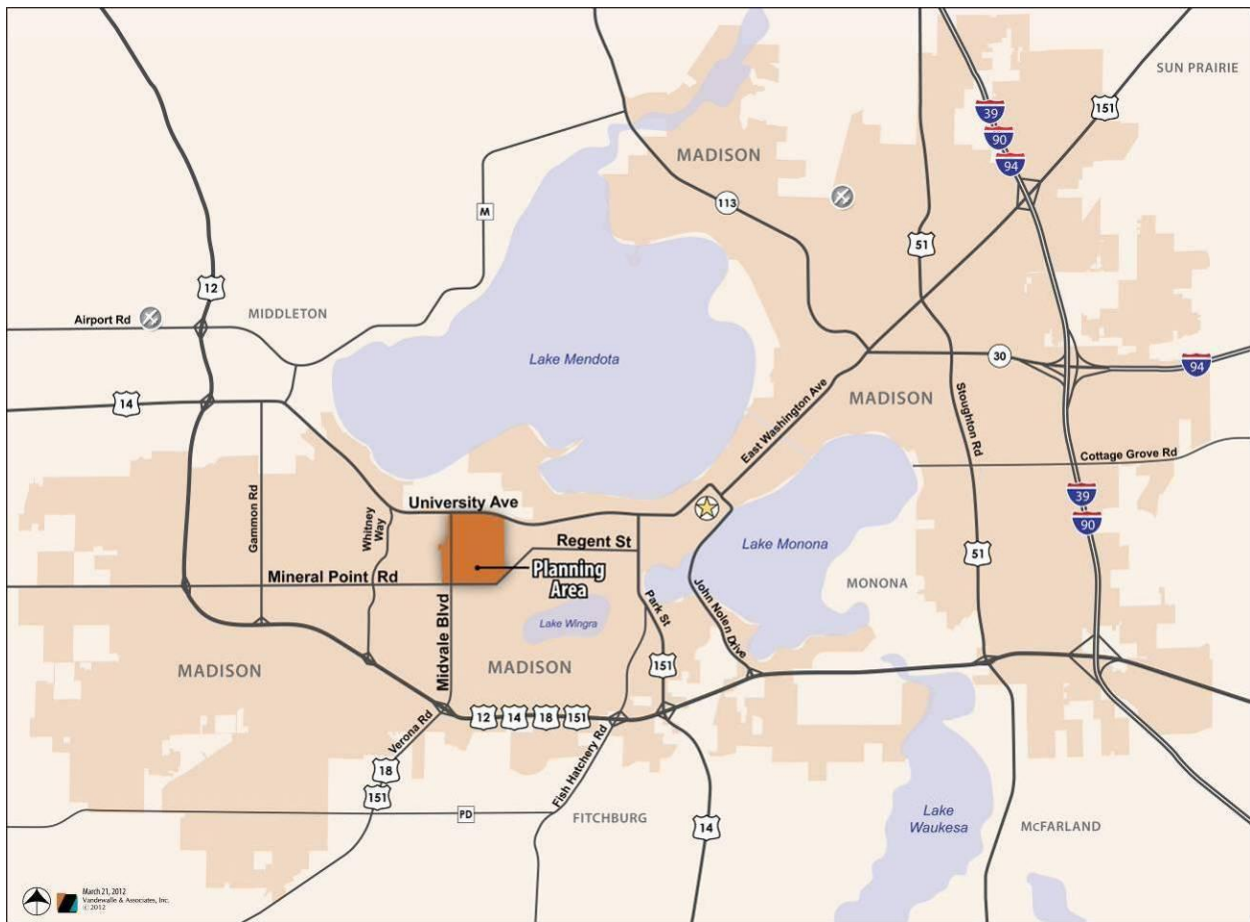 SUN PRAIRIE
151
39
90
94
MADISON
113
M
51
12
MIDDLETON
Airport Rd
Lake Mendota
30
94
14
MADISON
East Washington Ave
Stoughton Rd
Cottage Grove Rd
Gammon Rd
Whitney
Way
University Ave
39
90
Regent St
Lake Monona
51
Planning
Area
Mineral Point Rd
MONONA
John Nolen Drive
Park St
Lake Wingra
Midvale Blvd
MADISON
MADISON
151
12
14
18
151
Verona Rd
Fish Hatchery Rd
18
151
PD
FITCHBURG
14
Lake
Waukesa
McFARLAND
March 21, 2012
Vandewalle & Associates, Inc.
© 2012